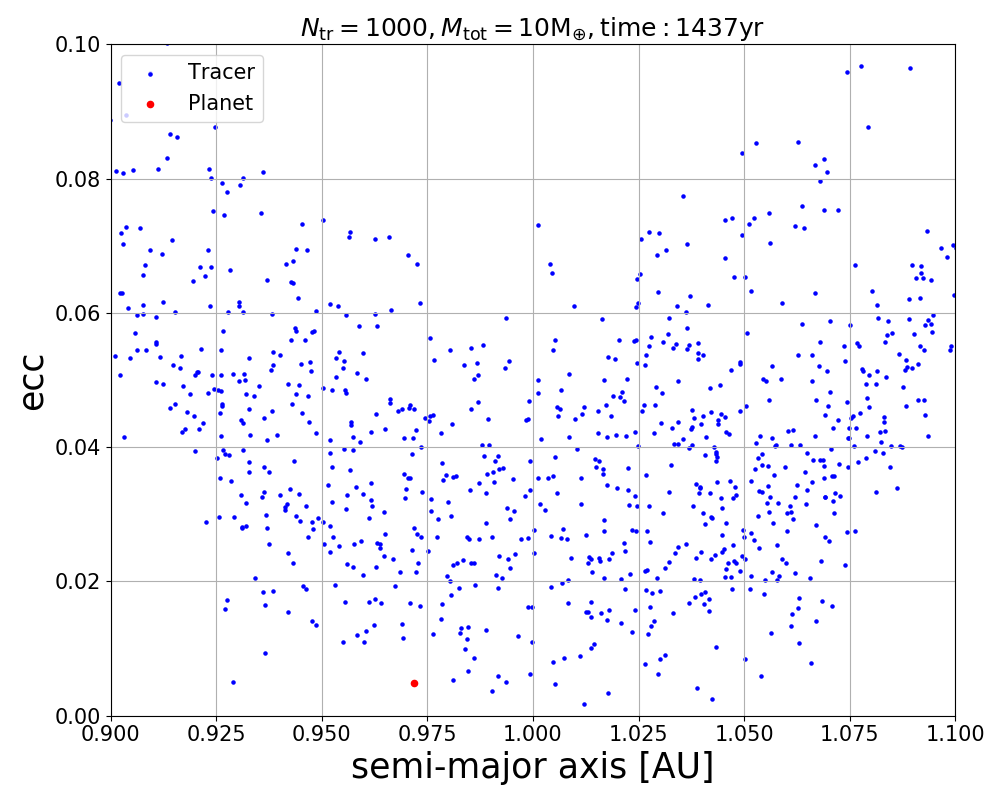 N_tr = 1000, M_tot = 10M_⊕, time : 1437yr
Tracer
Planet
ecc
0.10
0.08
0.06
0.04
0.02
0.00
0.900 0.925 0.950 0.975 1.000 1.025 1.050 1.075 1.100
semi-major axis [AU]